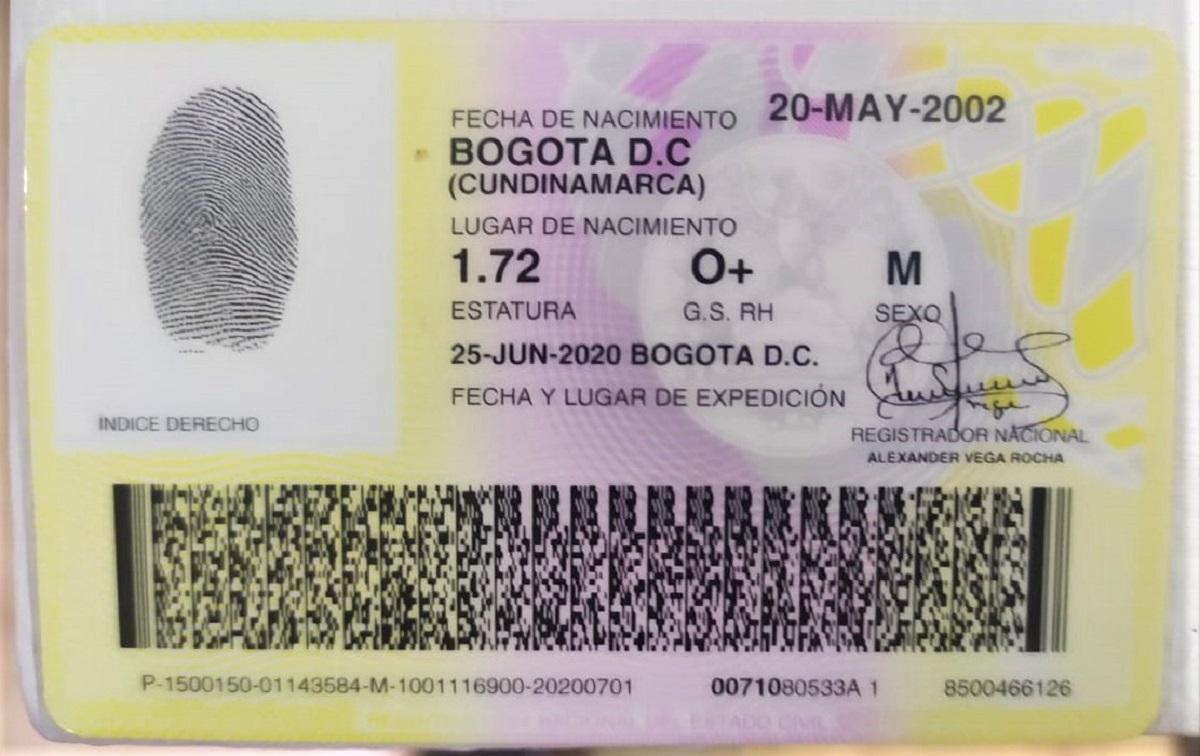 FECHA DE NACIMIENTO 20-MAY-2002
BOGOTA D.C
(CUNDINAMARCA)
LUGAR DE NACIMIENTO
1.72 O+ M
ESTATURA G.S. RH SEXO
25-JUN-2020 BOGOTA D.C.
FECHA Y LUGAR DE EXPEDICIÓN
INDICE DERECHO
REGISTRADOR NACIONAL
ALEXANDER VEGA ROCHA
P-1500150-01143584-M-1001116900-20200701 0071080533A 1 8500466126
NACIONAL DEL ESTADO CIVIL